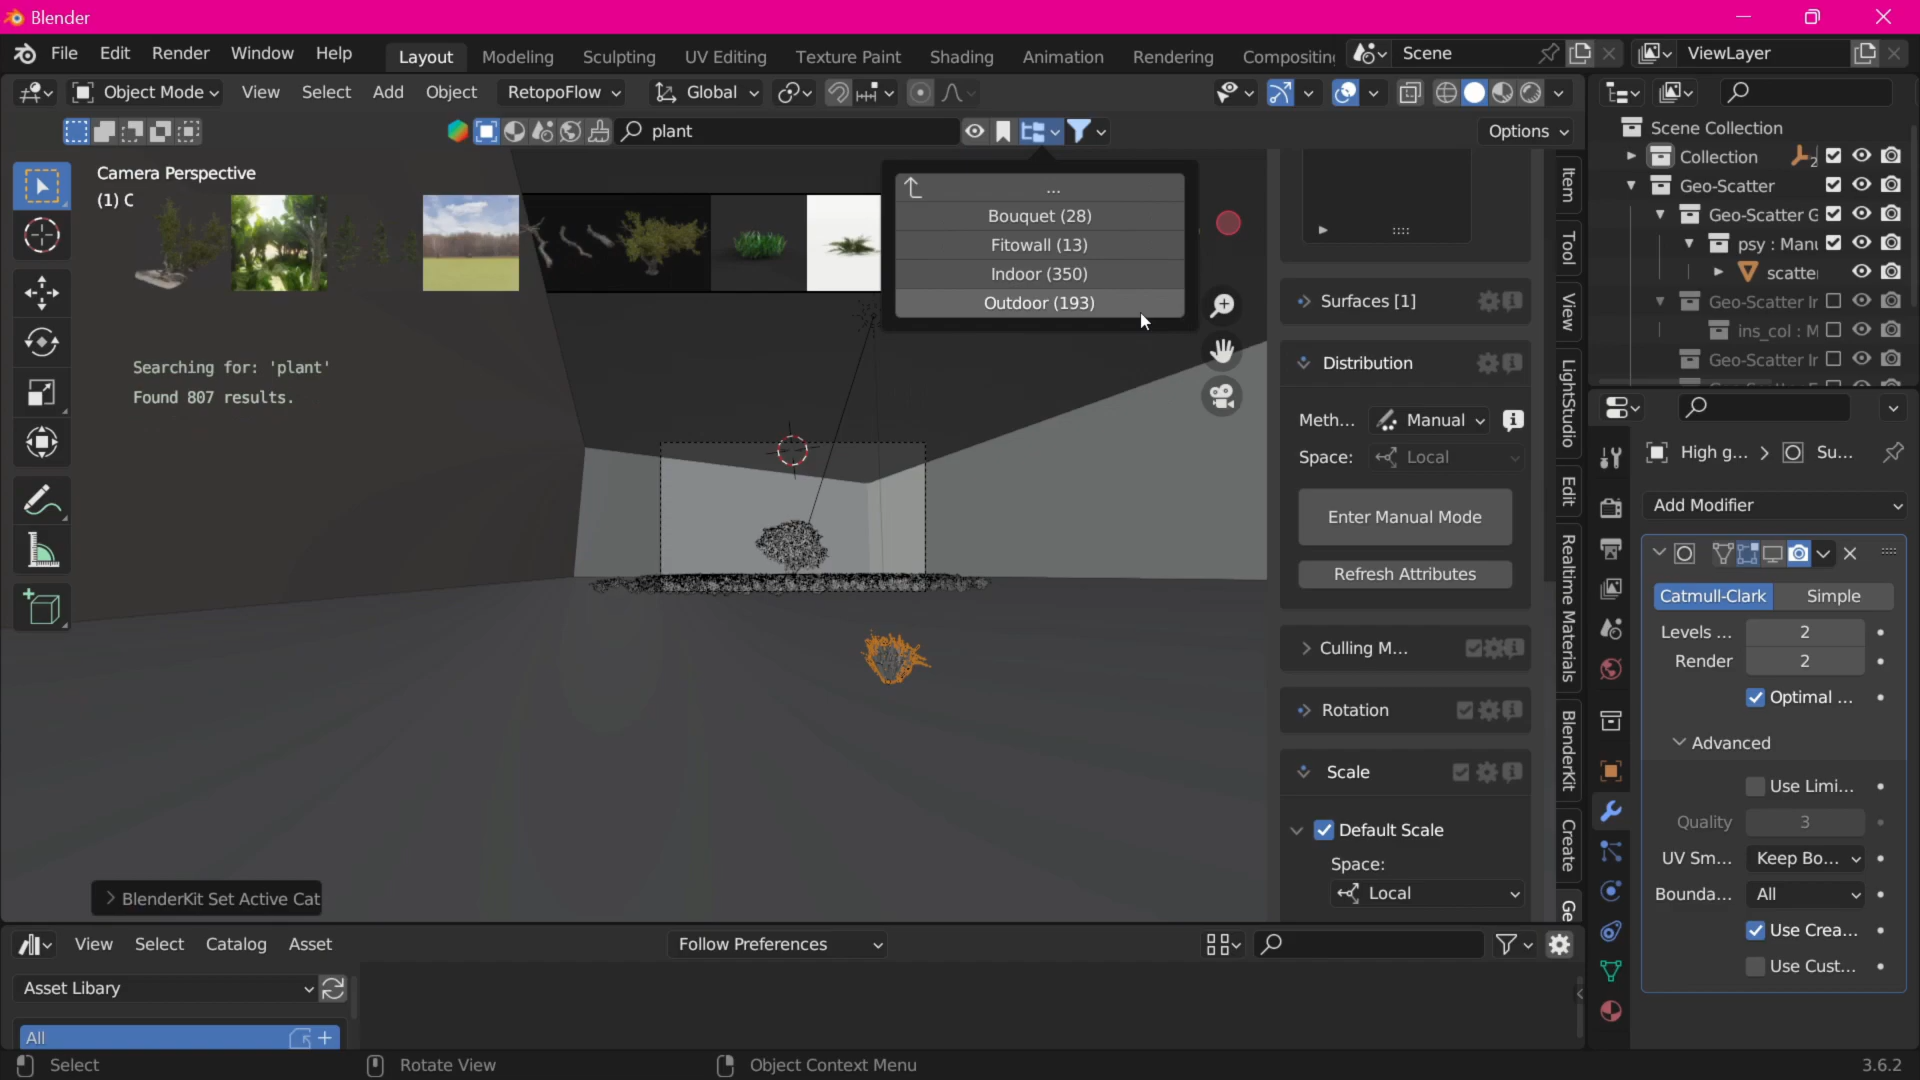 Blender
File Edit Render Window Help Layout Modeling Sculpting UV Editing Texture Paint Shading Animation Rendering Compositing Scene ViewLayer
Object Mode View Select Add Object RetopoFlow Global
plant Options
Camera Perspective
(1) C
Searching for: 'plant'
Found 807 results.
...
Bouquet (28)
Fitowall (13)
Indoor (350)
Outdoor (193)
BlenderKit Set Active Cat
Surfaces [1]
Distribution
Meth... Manual
Space: Local
Enter Manual Mode
Refresh Attributes
Culling M...
Rotation
Scale
Default Scale
Space:
Local
Item
Tool
View
LightStudio
Edit
Realtime Materials
BlenderKit
Create
Ge
Scene Collection
Collection 2
Geo-Scatter
Geo-Scatter G
psy : Manu
scatte
Geo-Scatter Ir
ins_col : M
Geo-Scatter Ir
High g... Su...
Add Modifier
Catmull-Clark Simple
Levels ... 2
Render 2
Optimal ...
Advanced
Use Limi...
Quality 3
UV Sm... Keep Bo...
Bounda... All
Use Crea...
Use Cust...
View Select Catalog Asset Follow Preferences
Asset Libary
All
Select Rotate View Object Context Menu 3.6.2